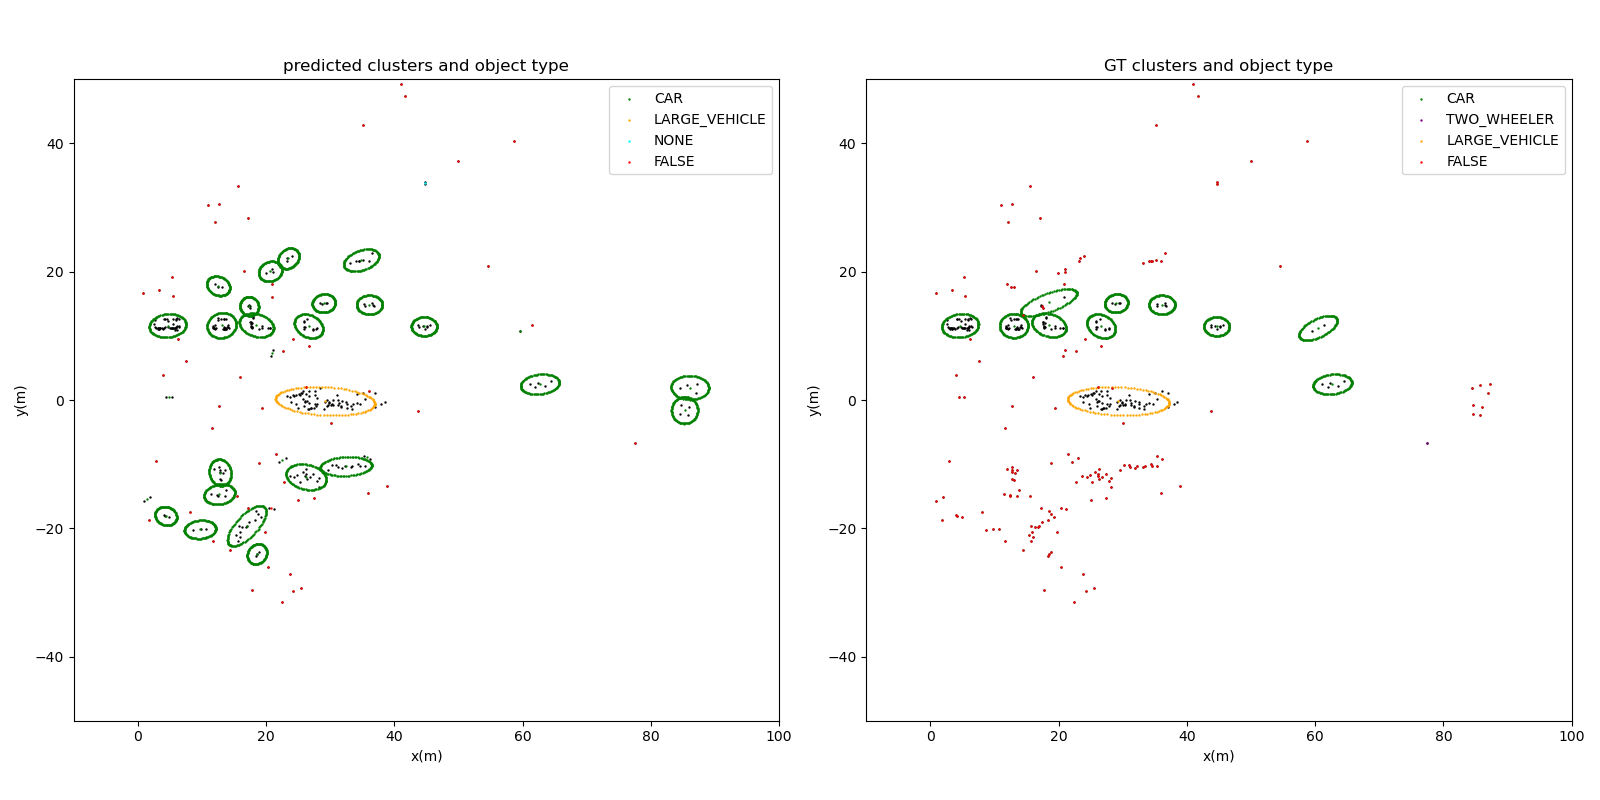 predicted clusters and object type
CAR
LARGE_VEHICLE
NONE
FALSE
40
20
0
−20
−40
y(m)
0
20
40
60
80
100
x(m)
GT clusters and object type
CAR
TWO_WHEELER
LARGE_VEHICLE
FALSE
40
20
0
−20
−40
y(m)
0
20
40
60
80
100
x(m)